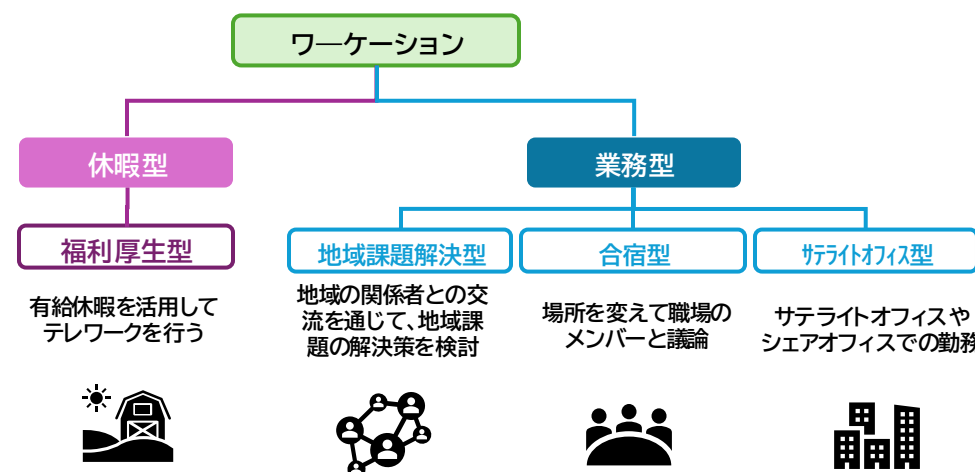 ワーケーション
休暇型
業務型
福利厚生型
地域課題解決型
合宿型
ｻﾃﾗｲﾄｵﾌｨｽ型
有給休暇を活用して
テレワークを行う
地域の関係者との交
流を通じて、地域課
題の解決策を検討
場所を変えて職場の
メンバーと議論
サテライトオフィスや
シェアオフィスでの勤務